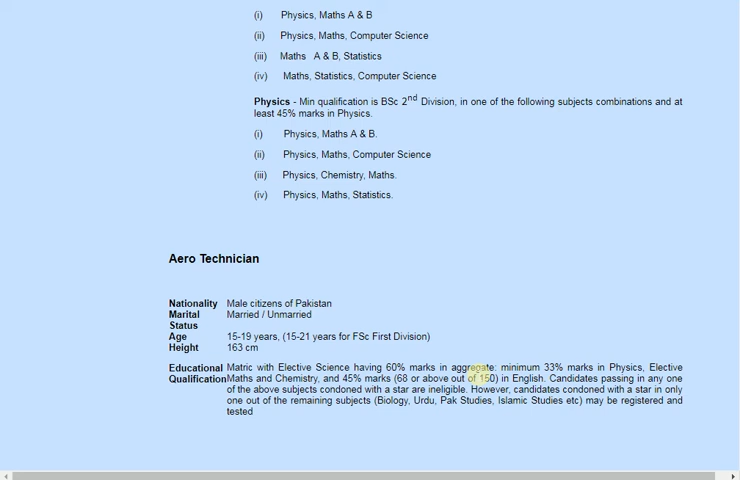 (i) Physics, Maths A & B
(ii) Physics, Maths, Computer Science
(iii) Maths A & B, Statistics
(iv) Maths, Statistics, Computer Science
Physics - Min qualification is BSc 2nd Division, in one of the following subjects combinations and at
least 45% marks in Physics.
(i) Physics, Maths A & B.
(ii) Physics, Maths, Computer Science
(iii) Physics, Chemistry, Maths.
(iv) Physics, Maths, Statistics.
Aero Technician
Nationality Male citizens of Pakistan
Marital Married / Unmarried
Status
Age 15-19 years, (15-21 years for FSc First Division)
Height 163 cm
Educational Matric with Elective Science having 60% marks in aggregate: minimum 33% marks in Physics, Elective
Qualification Maths and Chemistry, and 45% marks (68 or above out of 150) in English. Candidates passing in any one
of the above subjects condoned with a star are ineligible. However, candidates condoned with a star in only
one out of the remaining subjects (Biology, Urdu, Pak Studies, Islamic Studies etc) may be registered and
tested